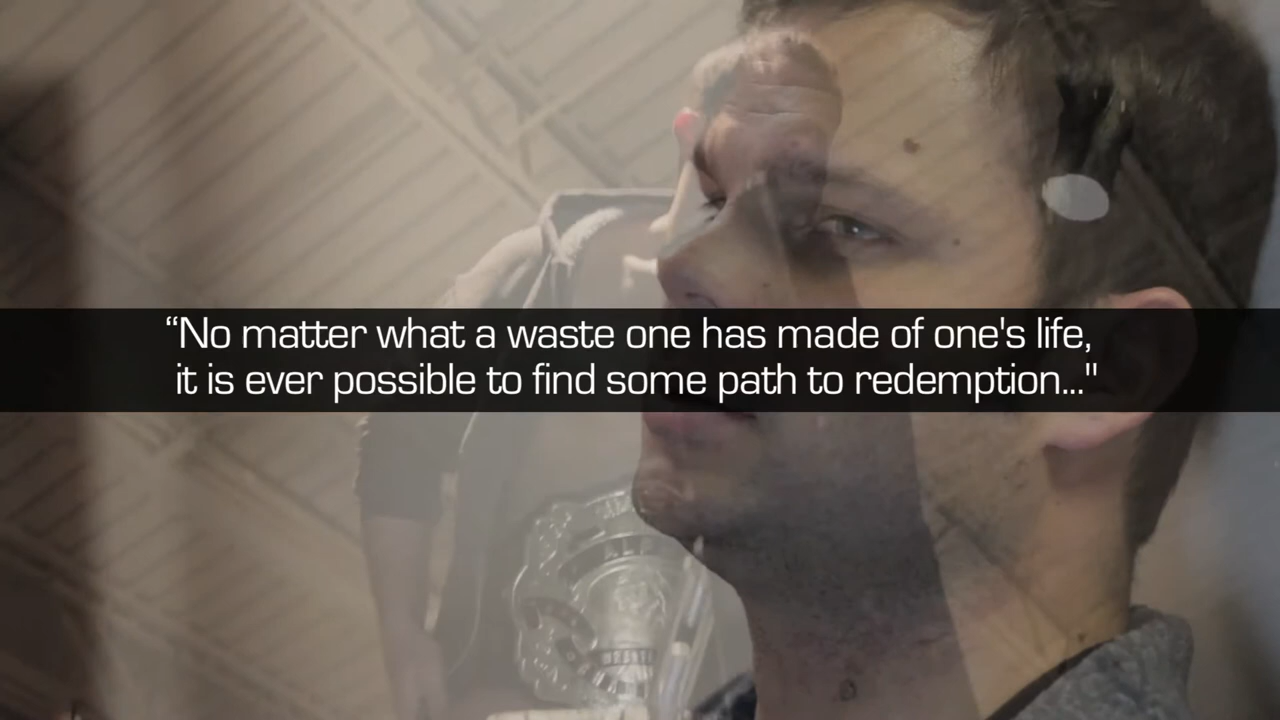 “No matter what a waste one has made of one's life,
it is ever possible to find some path to redemption..."